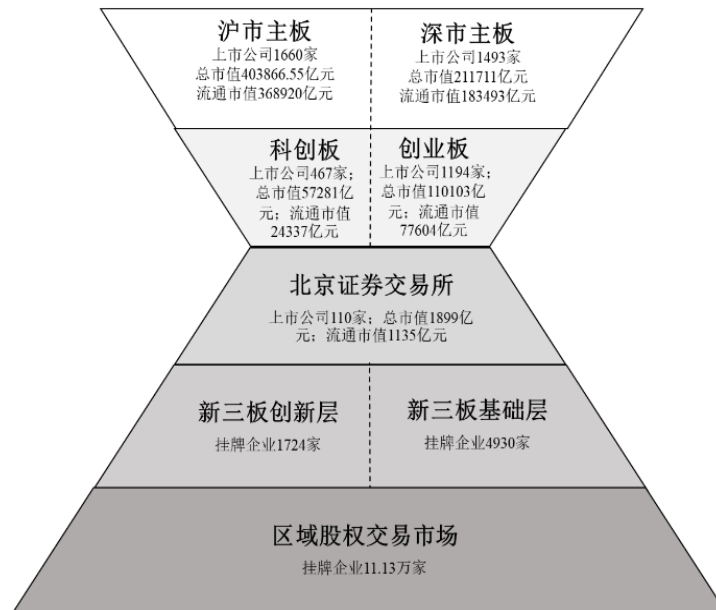 沪市主板
上市公司1660家
总市值403866.55亿元
流通市值368920亿元
深市主板
上市公司1493家
总市值211711亿元
流通市值183493亿元
科创板
上市公司467家；
总市值57281亿
元；流通市值
24337亿元
创业板
上市公司1194家；
总市值110103亿
元；流通市值
77604亿元
北京证券交易所
上市公司110家；总市值1899亿
元；流通市值1135亿元
新三板创新层
挂牌企业1724家
新三板基础层
挂牌企业4930家
区域股权交易市场
挂牌企业11.13万家